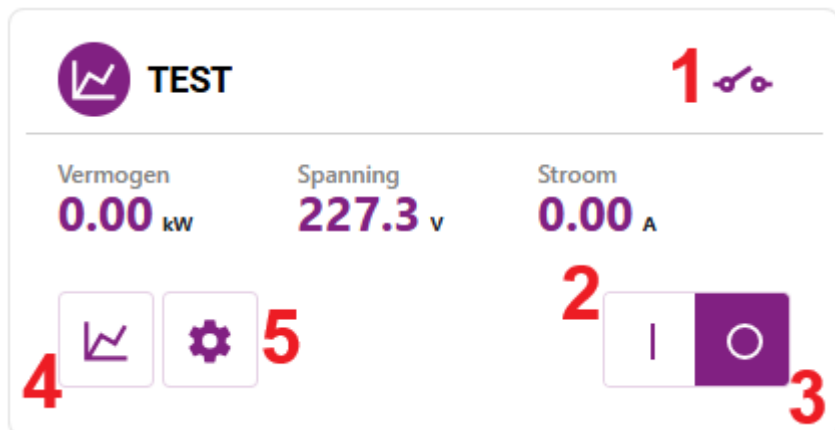 TEST
1
Vermogen Spanning Stroom
0.00 kW 227.3 V 0.00 A
2
4 5 3